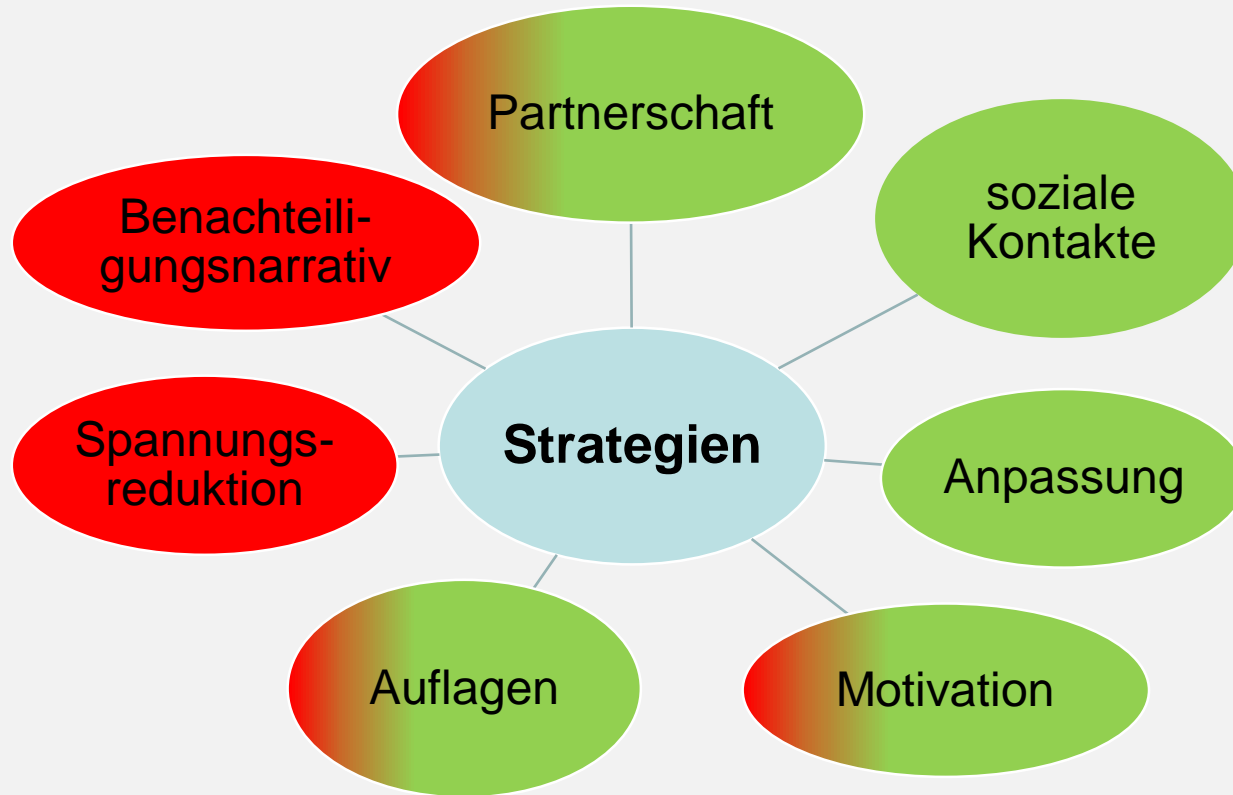 Partnerschaft
soziale
Kontakte
Benachteili-
gungsnarrativ
Strategien
Spannungs-
reduktion
Anpassung
Auflagen
Motivation